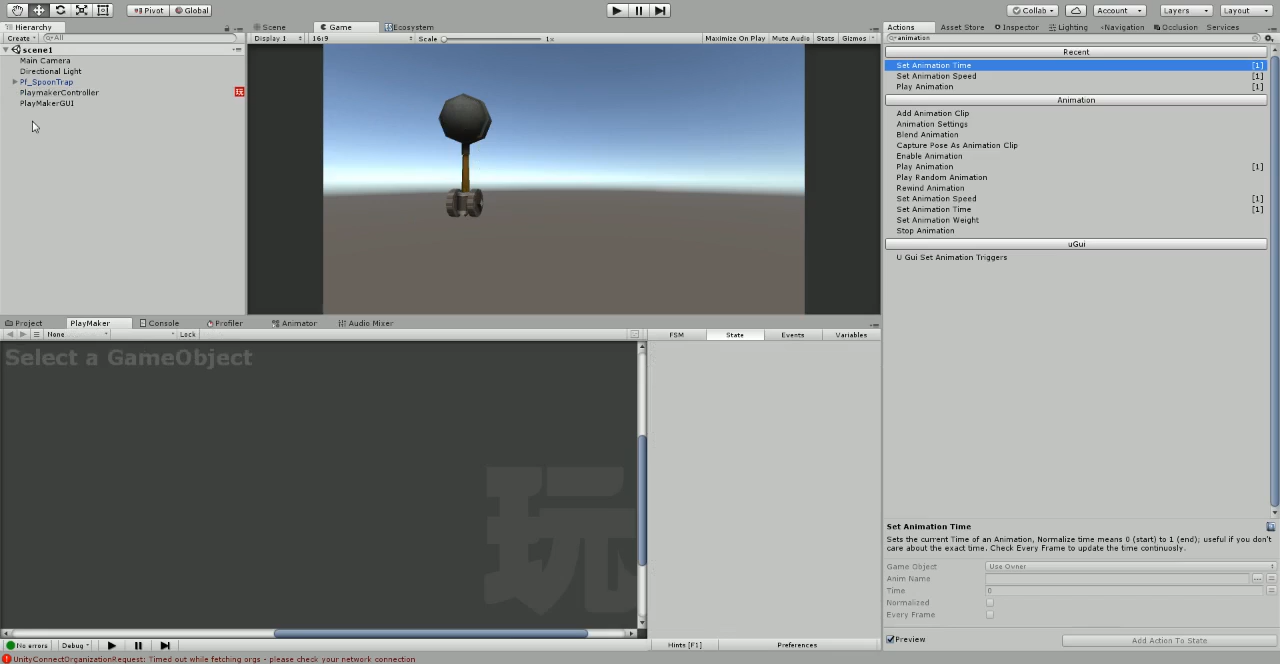 Pivot Global Collab Account Layers Layout
Hierarchy Scene Game Ecosystem Actions Asset Store Inspector Lighting Navigation Occlusion Services
Create All Display 1 16:9 Scale 1x Maximize On Play Mute Audio Stats Gizmos animation
scene1
Main Camera
Directional Light
Pf_SpoonTrap
PlaymakerController 玩
PlayMakerGUI
Recent
Set Animation Time [1]
Set Animation Speed [1]
Play Animation [1]
Animation
Add Animation Clip
Animation Settings
Blend Animation
Capture Pose As Animation Clip
Enable Animation
Play Animation [1]
Play Random Animation
Rewind Animation
Set Animation Speed [1]
Set Animation Time [1]
Set Animation Weight
Stop Animation
uGui
U Gui Set Animation Triggers
Project PlayMaker Console Profiler Animator Audio Mixer
None Lock FSM State Events Variables
Select a GameObject
玩
Set Animation Time
Sets the current Time of an Animation, Normalize time means 0 (start) to 1 (end); useful if you don't
care about the exact time. Check Every Frame to update the time continuosly.
Game Object Use Owner
Anim Name
Time 0
Normalized
Every Frame
Preview Add Action To State
No errors Debug Hints [F1] Preferences
UnityConnectOrganizationRequest: Timed out while fetching orgs - please check your network connection